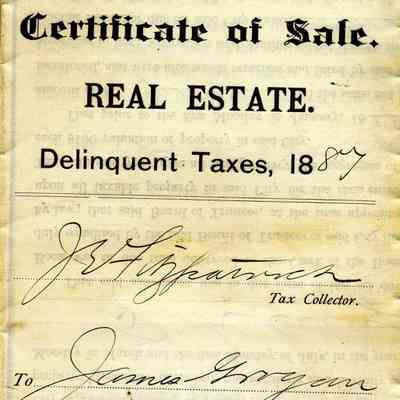 Certificate of Sale.
REAL ESTATE.
Delinquent Taxes, 1887
J E Fitzpatrick
Tax Collector.
To James Grogan